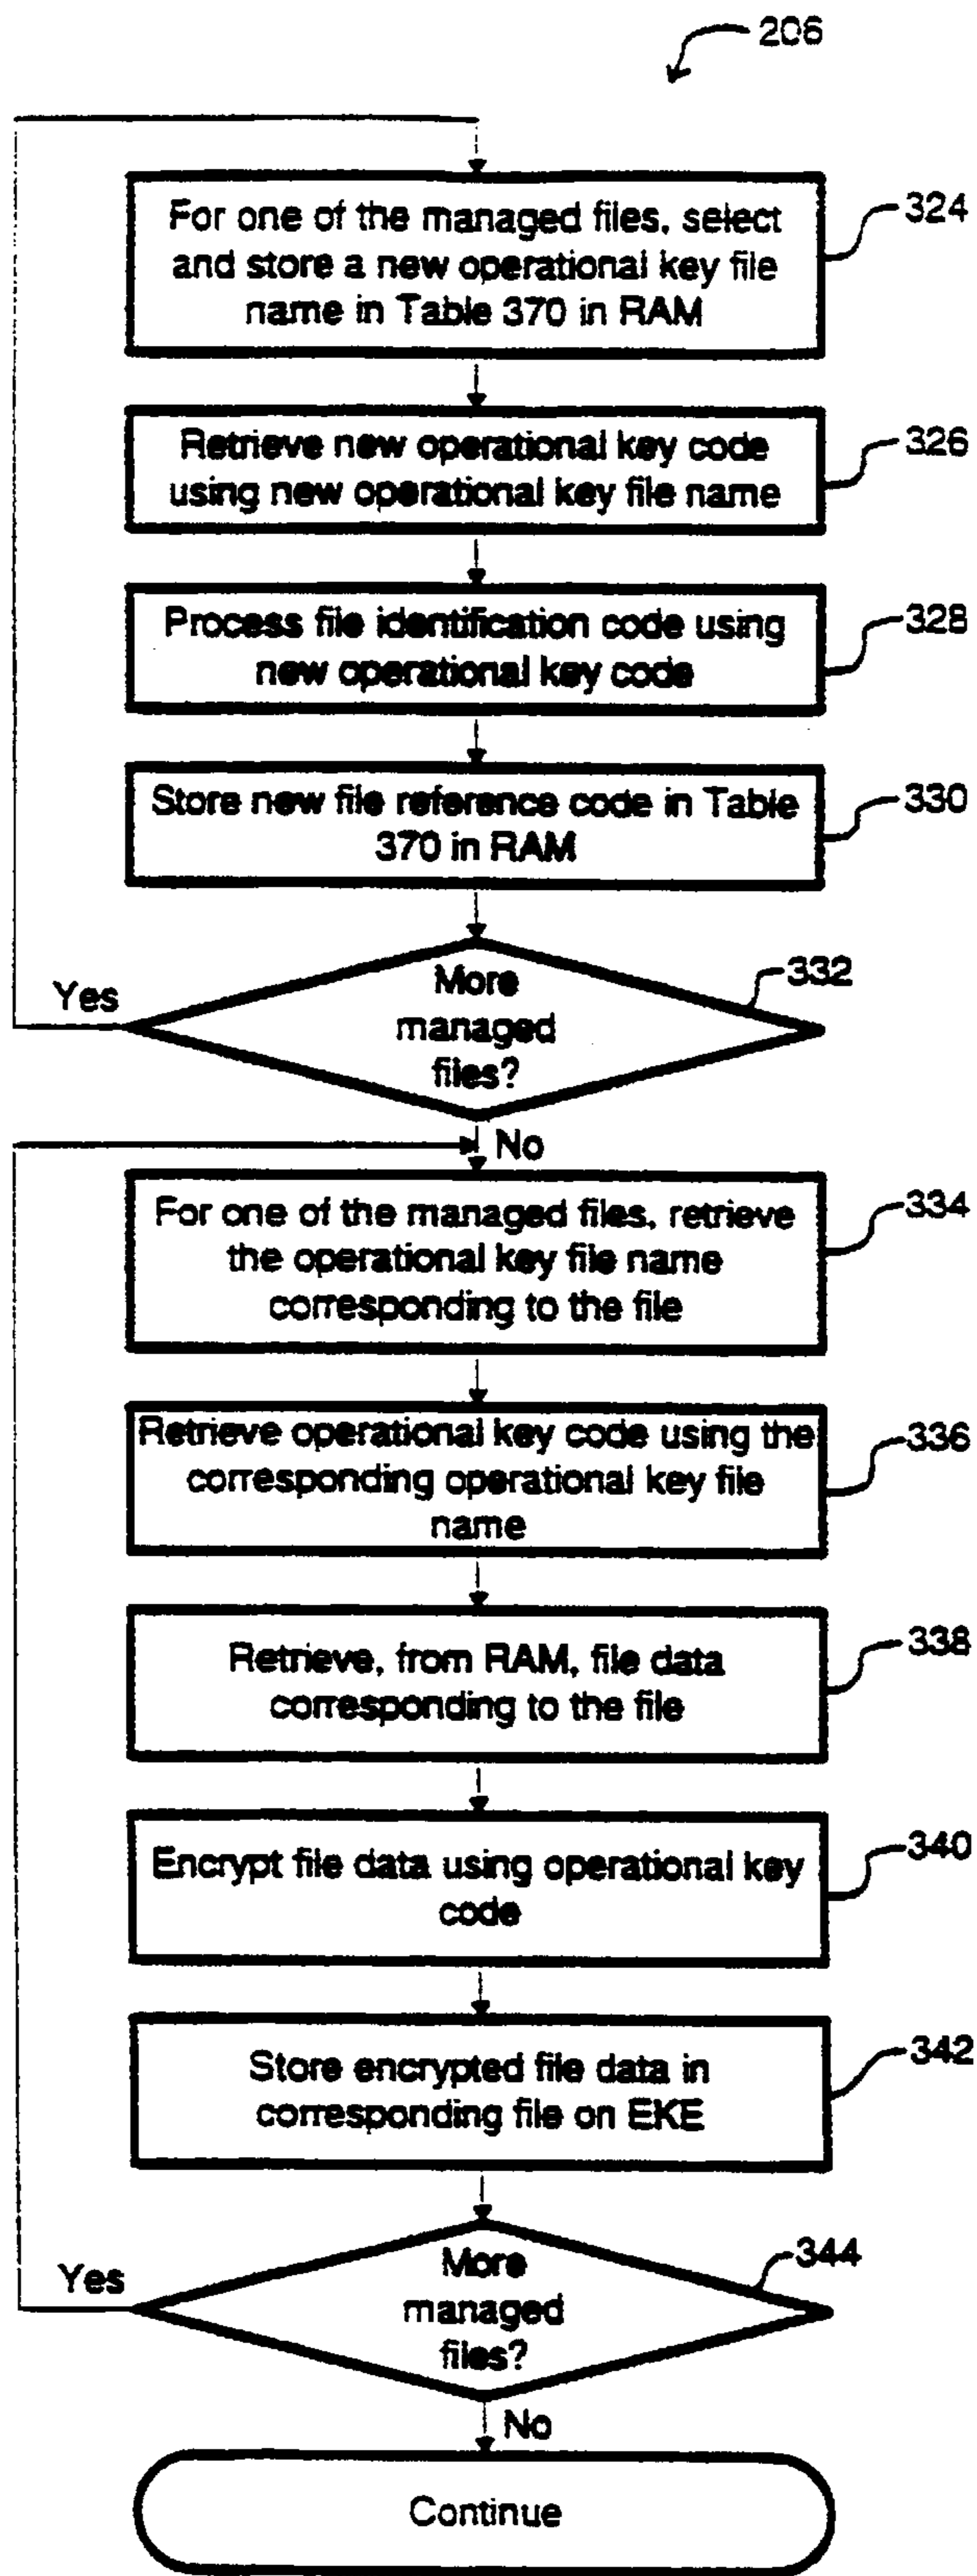 206
For one of the managed files, select
and store a new operational key file
name in Table 370 in RAM
324
Retrieve new operational key code
using new operational key file name
326
Process file identification code using
new operational key code
328
Store new file reference code in Table
370 in RAM
330
More
managed
files?
332
Yes
No
For one of the managed files, retrieve
the operational key file name
corresponding to the file
334
Retrieve operational key code using the
corresponding operational key file
name
336
Retrieve, from RAM, file data
corresponding to the file
338
Encrypt file data using operational key
code
340
Store encrypted file data in
corresponding file on EKE
342
More
managed
files?
344
Yes
No
Continue